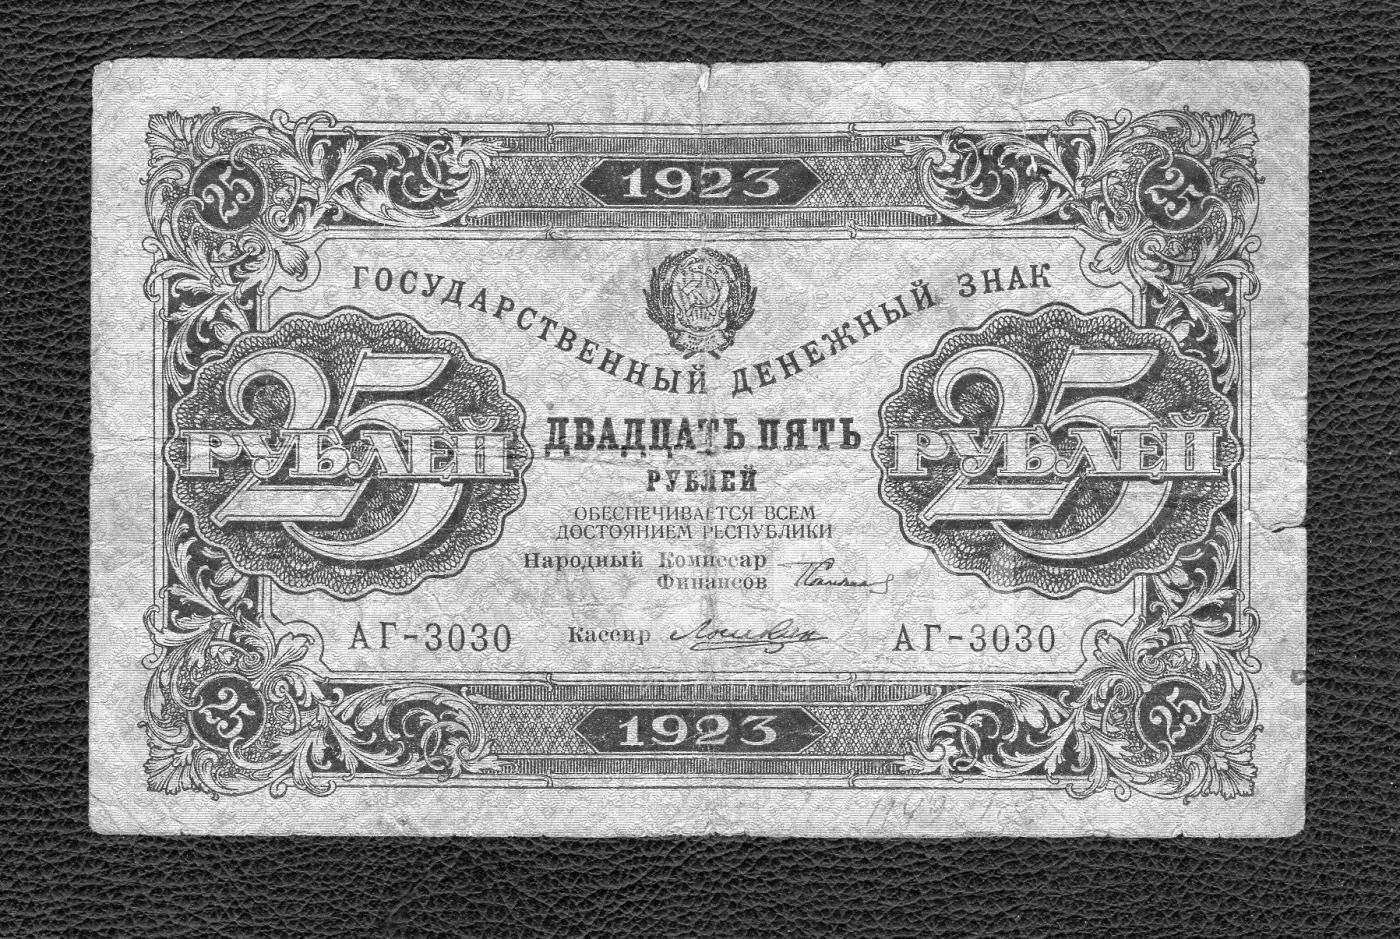 1923
25 25
ГОСУДАРСТВЕННЫЙ ДЕНЕЖНЫЙ ЗНАК
25 РУБЛЕЙ
ДВАДЦАТЬ ПЯТЬ
РУБЛЕЙ
25 РУБЛЕЙ
ОБЕСПЕЧИВАЕТСЯ ВСЕМ
ДОСТОЯНИЕМ РЕСПУБЛИКИ
Народный Комиссар
Финансов
АГ-3030
Кассир
АГ-3030
25 25
1923